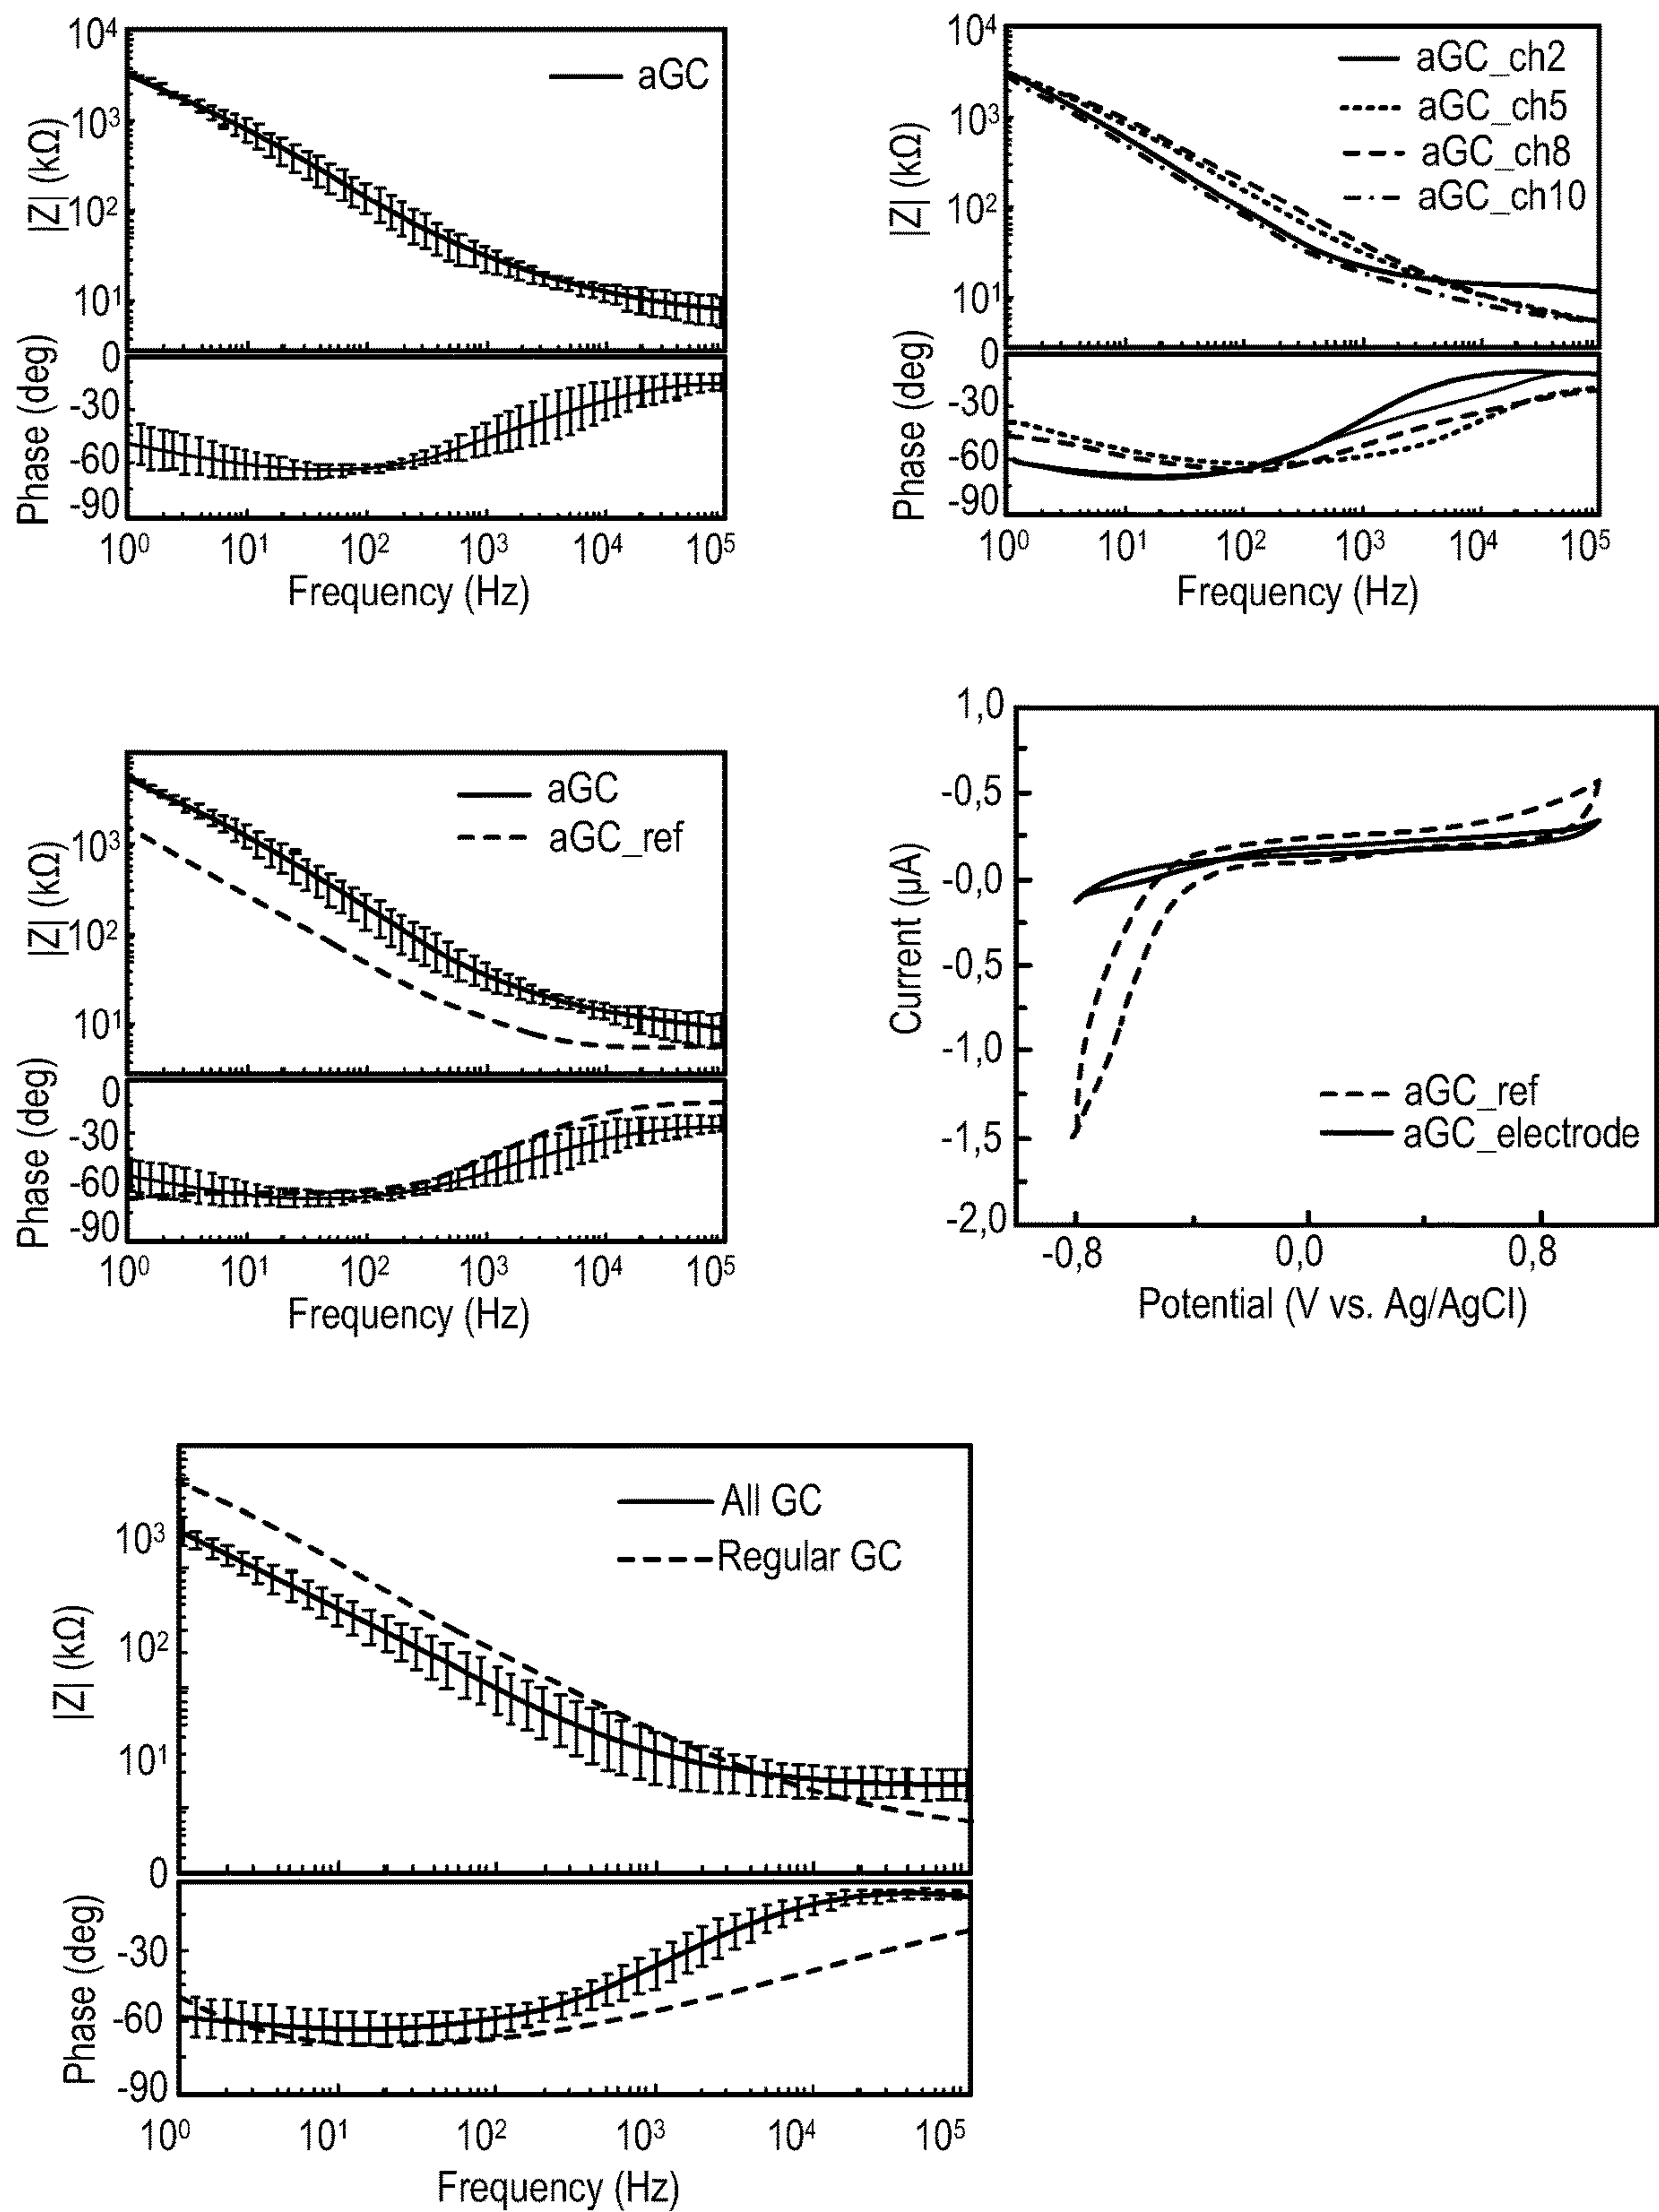 10⁴
10³
10²
10¹
0
|Z| (kΩ)
aGC
0
-30
-60
-90
Phase (deg)
10⁰ 10¹ 10² 10³ 10⁴ 10⁵
Frequency (Hz)
10⁴
10³
10²
10¹
0
|Z| (kΩ)
aGC_ch2
aGC_ch5
aGC_ch8
aGC_ch10
0
-30
-60
-90
Phase (deg)
10⁰ 10¹ 10² 10³ 10⁴ 10⁵
Frequency (Hz)
10³
10²
10¹
|Z| (kΩ)
aGC
aGC_ref
0
-30
-60
-90
Phase (deg)
10⁰ 10¹ 10² 10³ 10⁴ 10⁵
Frequency (Hz)
1,0
-0,5
-0,0
-0,5
-1,0
-1,5
-2,0
Current (µA)
aGC_ref
aGC_electrode
-0,8 0,0 0,8
Potential (V vs. Ag/AgCl)
10³
10²
10¹
0
|Z| (kΩ)
All GC
Regular GC
-30
-60
-90
Phase (deg)
10⁰ 10¹ 10² 10³ 10⁴ 10⁵
Frequency (Hz)